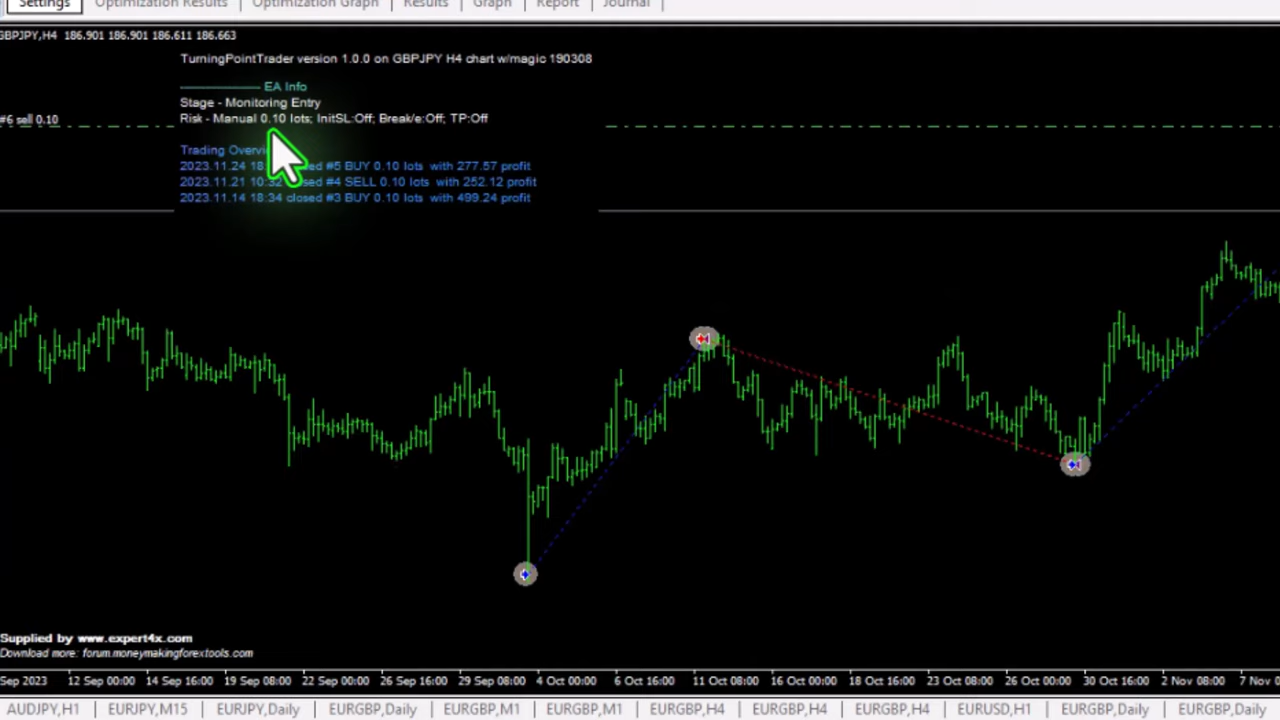 Settings Optimization Results Optimization Graph Results Graph Report Journal
GBPJPY,H4 186.901 186.901 186.611 186.663
TurningPointTrader version 1.0.0 on GBPJPY H4 chart w/magic 190308
EA Info
Stage - Monitoring Entry
Risk - Manual 0.10 lots; InitSL:Off; Break/e:Off; TP:Off
#6 sell 0.10
Trading
2023.11.24 #5 BUY 0.10 lots with 277.57 profit
2023.11.21 #4 SELL 0.10 lots with 252.12 profit
2023.11.14 18:34 closed #3 BUY 0.10 lots with 499.24 profit
Supplied by www.expert4x.com
Download more: forum.moneymakingforextools.com
Sep 2023 12 Sep 00:00 14 Sep 16:00 19 Sep 08:00 22 Sep 00:00 26 Sep 16:00 29 Sep 08:00 4 Oct 00:00 6 Oct 16:00 11 Oct 08:00 16 Oct 00:00 18 Oct 16:00 23 Oct 08:00 26 Oct 00:00 30 Oct 16:00 2 Nov 08:00 7 Nov
AUDJPY,H1 EURJPY,M15 EURJPY,Daily EURGBP,Daily EURGBP,M1 EURGBP,M1 EURGBP,H4 EURGBP,H4 EURGBP,H4 EURUSD,H1 EURGBP,Daily EURGBP,Daily